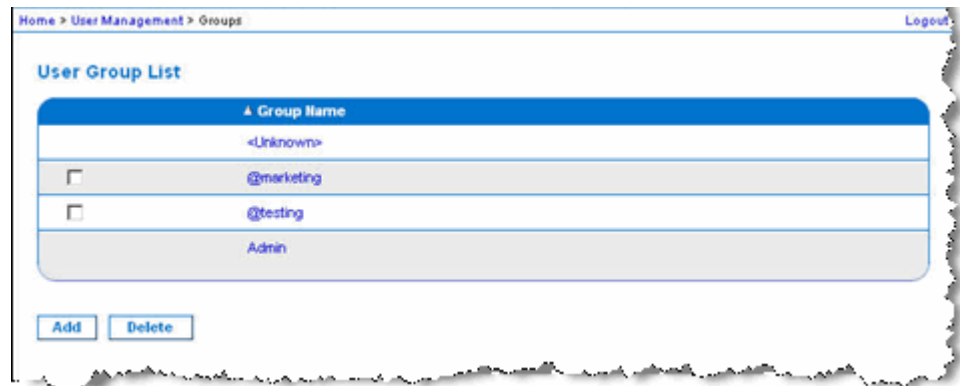 Home > User Management > Groups
Logout
User Group List
▲ Group Name
<Unknown>
@marketing
@testing
Admin
Add
Delete